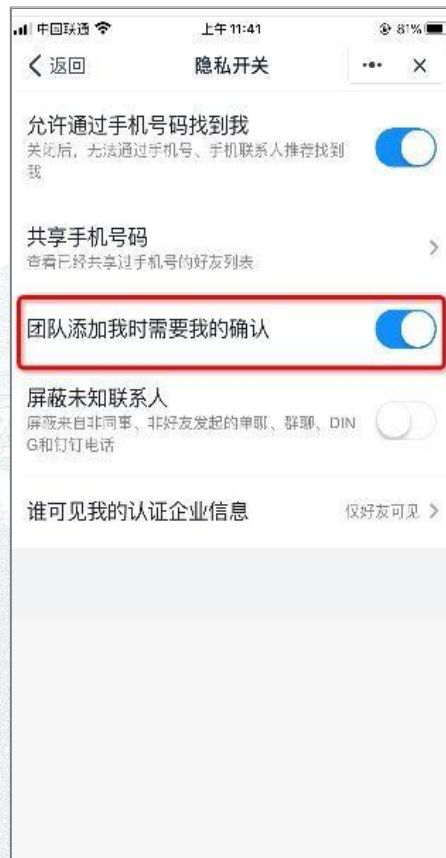 中国联通
上午11:41
81%
返回
隐私开关
允许通过手机号码找到我
关闭后，无法通过手机号、手机联系人推荐找到
我
共享手机号码
查看已经共享过手机号的好友列表
团队添加我时需要我的确认
屏蔽未知联系人
屏蔽来自非同事、非好友发起的单聊、群聊、DIN
G和钉钉电话
谁可见我的认证企业信息
仅好友可见